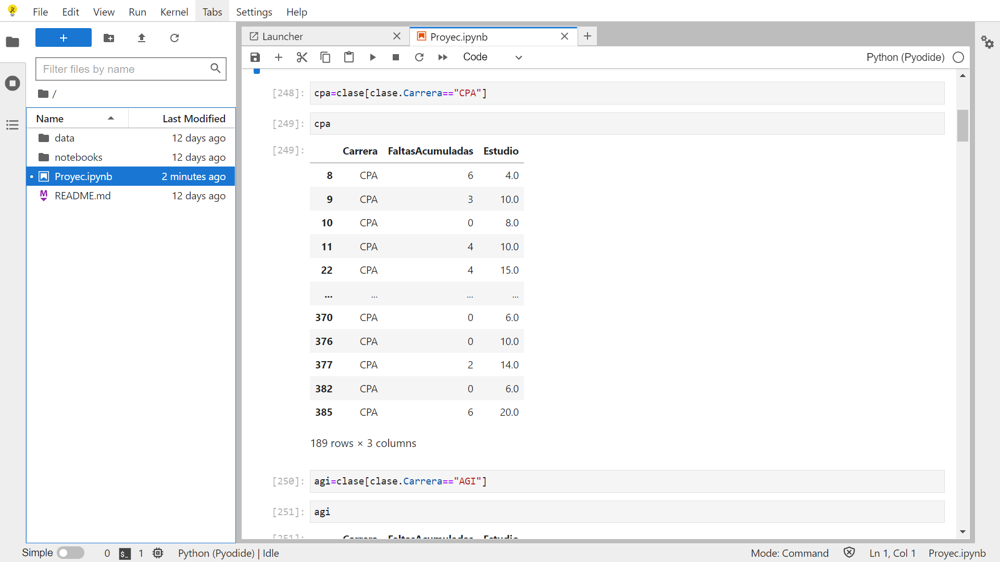 File Edit View Run Kernel Tabs Settings Help
+
Filter files by name
/
Name Last Modified
data 12 days ago
notebooks 12 days ago
• Proyec.ipynb 2 minutes ago
README.md 12 days ago
Launcher Proyec.ipynb
Code
Python (Pyodide)
[248]: cpa=clase[clase.Carrera=="CPA"]
[249]: cpa
[249]: Carrera FaltasAcumuladas Estudio
8 CPA 6 4.0
9 CPA 3 10.0
10 CPA 0 8.0
11 CPA 4 10.0
22 CPA 4 15.0
... ... ... ...
370 CPA 0 6.0
376 CPA 0 10.0
377 CPA 2 14.0
382 CPA 0 6.0
385 CPA 6 20.0
189 rows × 3 columns
[250]: agi=clase[clase.Carrera=="AGI"]
[251]: agi
[251]: Carrera FaltasAcumuladas Estudio
Simple 0 $_ 1 Python (Pyodide) | Idle Mode: Command Ln 1, Col 1 Proyec.ipynb